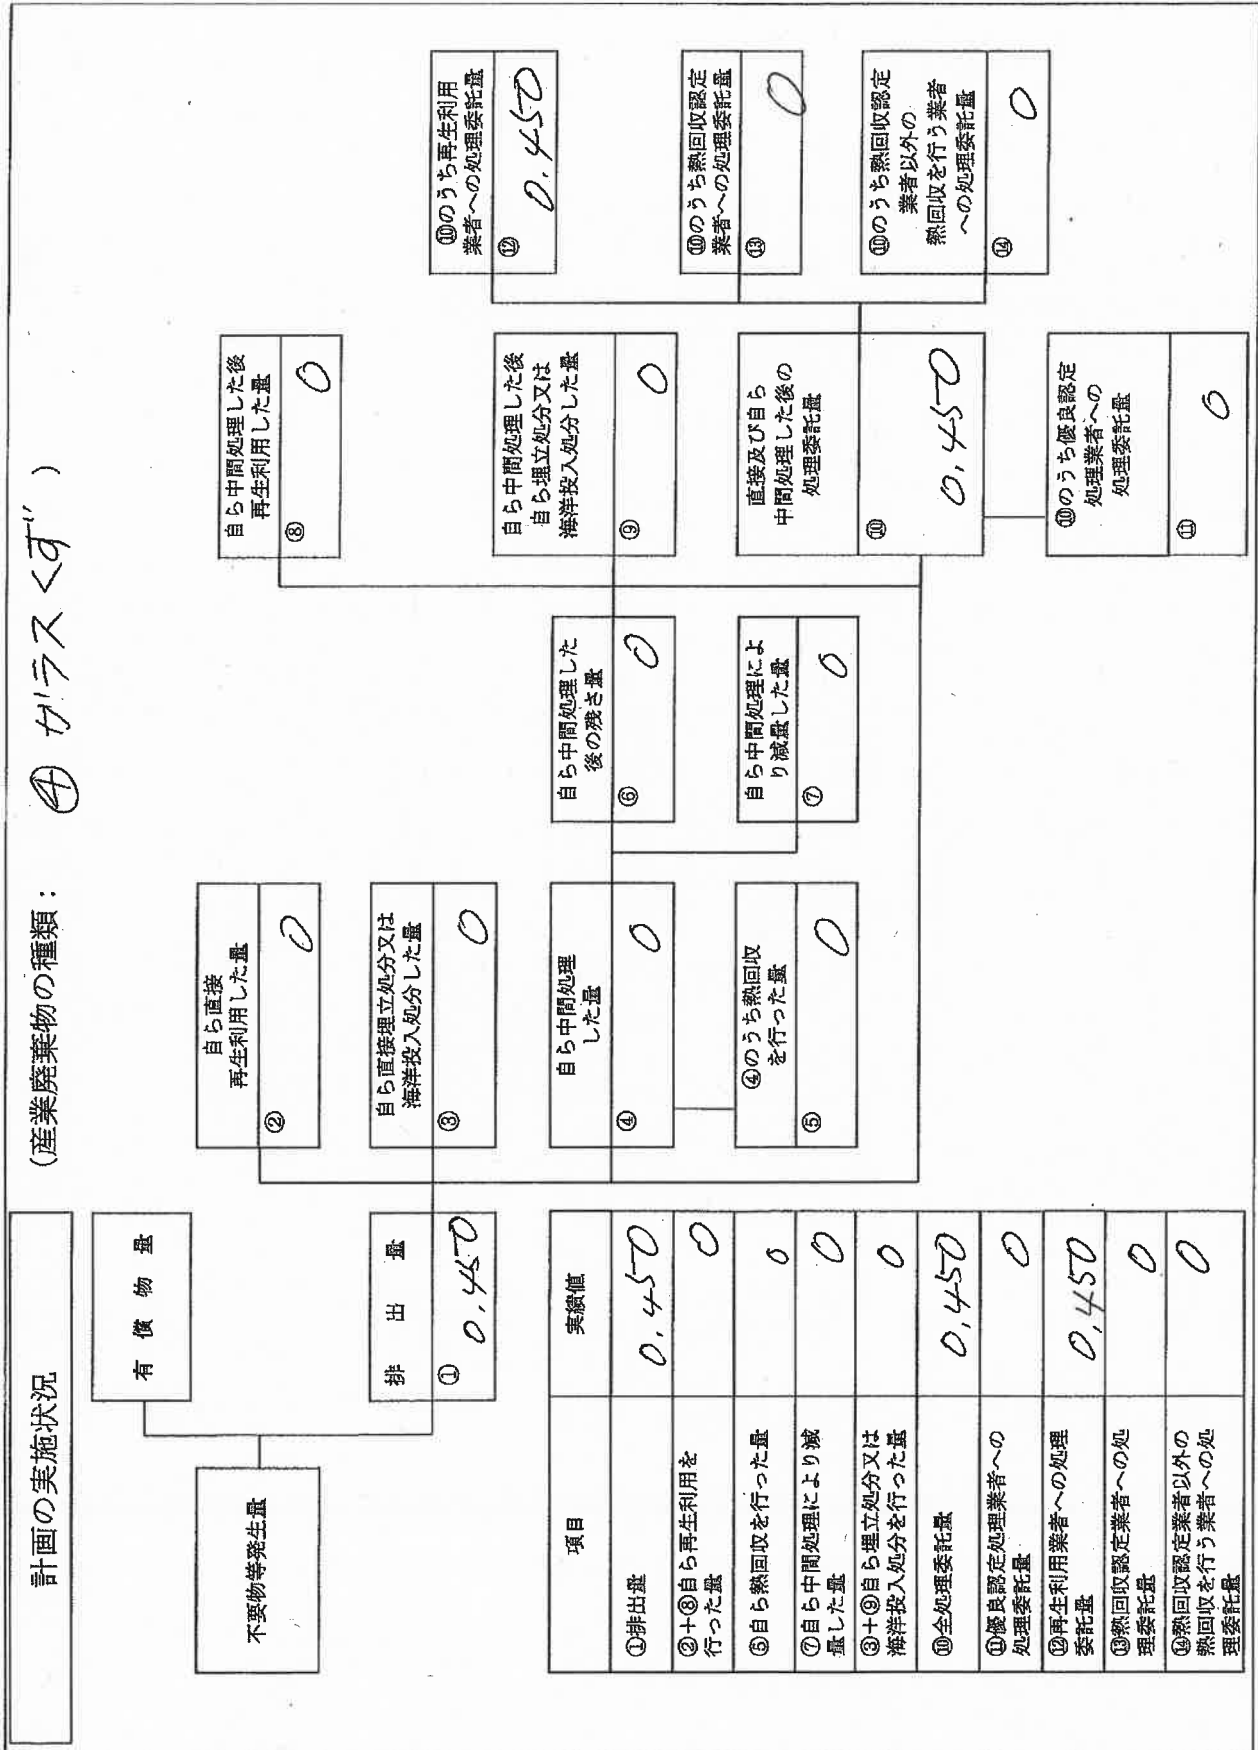 計画の実施状況
(産業廃棄物の種類： ④ ガラスくず )
不要物等発生量
有償物量
排出量
① 0.450
自ら直接
再生利用した量
② 0
自ら直接埋立処分又は
海洋投入処分した量
③ 0
自ら中間処理
した量
④ 0
④のうち熱回収
を行った量
⑤ 0
自ら中間処理した
後の残さ量
⑥ 0
自ら中間処理によ
り減量した量
⑦ 0
自ら中間処理した後
再生利用した量
⑧ 0
自ら中間処理した後
自ら埋立処分又は
海洋投入処分した量
⑨ 0
直接及び自ら
中間処理した後の
処理委託量
⑩ 0.450
⑩のうち優良認定
処理業者への
処理委託量
⑪ 0
⑩のうち再生利用
業者への処理委託量
⑫ 0.450
⑩のうち熱回収認定
業者への処理委託量
⑬ 0
⑩のうち熱回収認定
業者以外の
熱回収を行う業者
への処理委託量
⑭ 0
項目 実績値
①排出量 0.450
②+⑧自ら再生利用を
行った量 0
⑤自ら熱回収を行った量 0
⑦自ら中間処理により減
量した量 0
③+⑨自ら埋立処分又は
海洋投入処分を行った量 0
⑩全処理委託量 0.450
⑪優良認定処理業者への
処理委託量 0
⑫再生利用業者への処理
委託量 0.450
⑬熱回収認定業者への処
理委託量 0
⑭熱回収認定業者以外の
熱回収を行う業者への処
理委託量 0